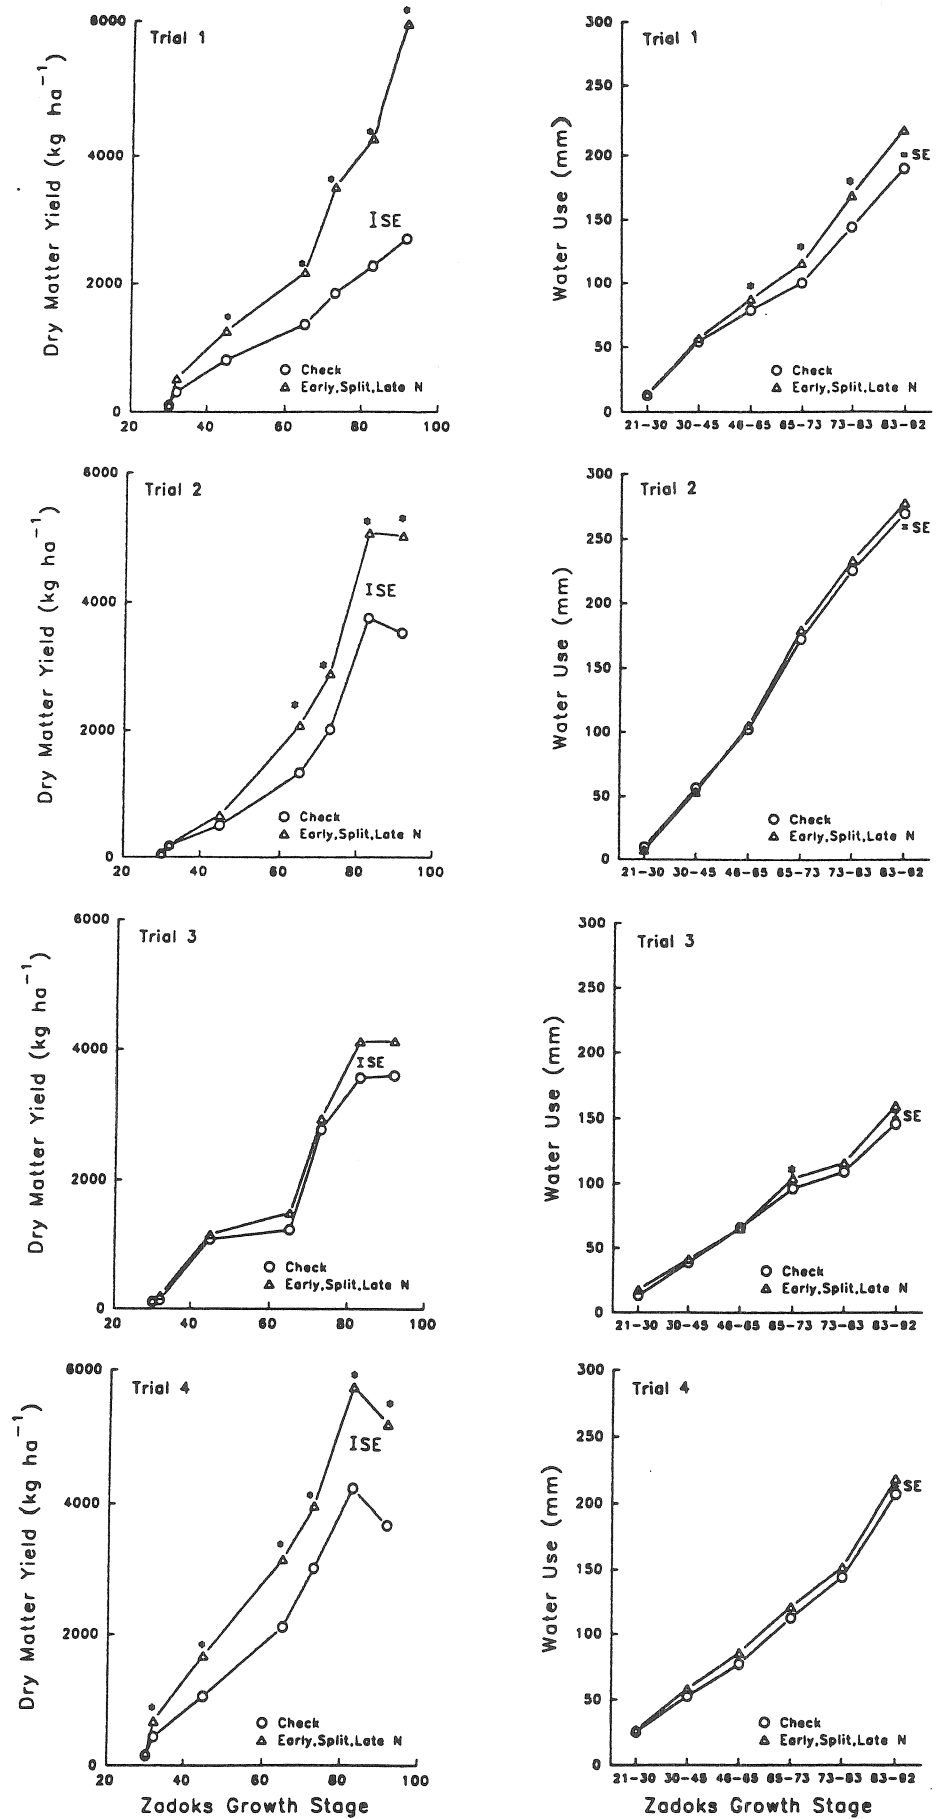 Trial 1
Dry Matter Yield (kg ha⁻¹)
6000
4000
2000
0
*
*
*
*
*
*
SE
Check
Early,Split,Late N
20 40 60 80 100
Trial 1
Water Use (mm)
300
250
200
150
100
50
0
*
*
*
SE
Check
Early,Split,Late N
21-30 30-45 46-65 65-73 73-83 83-92
Trial 2
Dry Matter Yield (kg ha⁻¹)
6000
4000
2000
0
*
*
*
*
SE
Check
Early,Split,Late N
20 40 60 80 100
Trial 2
Water Use (mm)
300
250
200
150
100
50
0
SE
Check
Early,Split,Late N
21-30 30-45 46-65 65-73 73-83 83-92
Trial 3
Dry Matter Yield (kg ha⁻¹)
6000
4000
2000
0
SE
Check
Early,Split,Late N
20 40 60 80 100
Trial 3
Water Use (mm)
300
250
200
150
100
50
0
*
SE
Check
Early,Split,Late N
21-30 30-45 46-65 65-73 73-83 83-92
Trial 4
Dry Matter Yield (kg ha⁻¹)
6000
4000
2000
0
*
*
*
*
*
*
SE
Check
Early,Split,Late N
20 40 60 80 100
Zadoks Growth Stage
Trial 4
Water Use (mm)
300
250
200
150
100
50
0
SE
Check
Early,Split,Late N
21-30 30-45 46-65 65-73 73-83 83-92
Zadoks Growth Stage